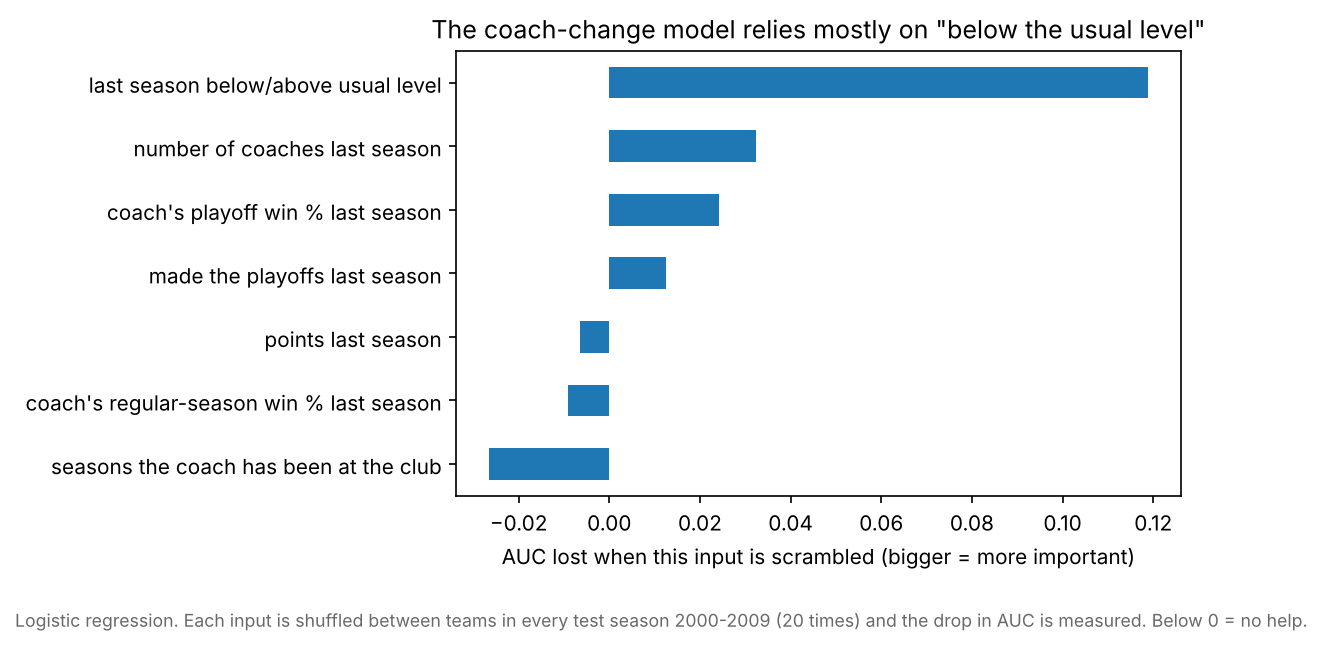 The coach-change model relies mostly on "below the usual level"
last season below/above usual level
number of coaches last season
coach's playoff win % last season
made the playoffs last season
points last season
coach's regular-season win % last season
seasons the coach has been at the club
−0.02 0.00 0.02 0.04 0.06 0.08 0.10 0.12
AUC lost when this input is scrambled (bigger = more important)
Logistic regression. Each input is shuffled between teams in every test season 2000-2009 (20 times) and the drop in AUC is measured. Below 0 = no help.